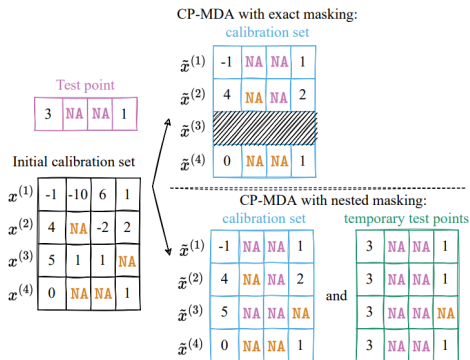 CP-MDA with exact masking:
calibration set
x̃⁽¹⁾ -1 NA NA 1
x̃⁽²⁾ 4 NA NA 2
x̃⁽³⁾
x̃⁽⁴⁾ 0 NA NA 1
Test point
3 NA NA 1
Initial calibration set
x⁽¹⁾ -1 -10 6 1
x⁽²⁾ 4 NA -2 2
x⁽³⁾ 5 1 1 NA
x⁽⁴⁾ 0 NA NA 1
CP-MDA with nested masking:
calibration set
x̃⁽¹⁾ -1 NA NA 1
x̃⁽²⁾ 4 NA NA 2
x̃⁽³⁾ 5 NA NA NA
x̃⁽⁴⁾ 0 NA NA 1
and
temporary test points
3 NA NA 1
3 NA NA 1
3 NA NA NA
3 NA NA 1